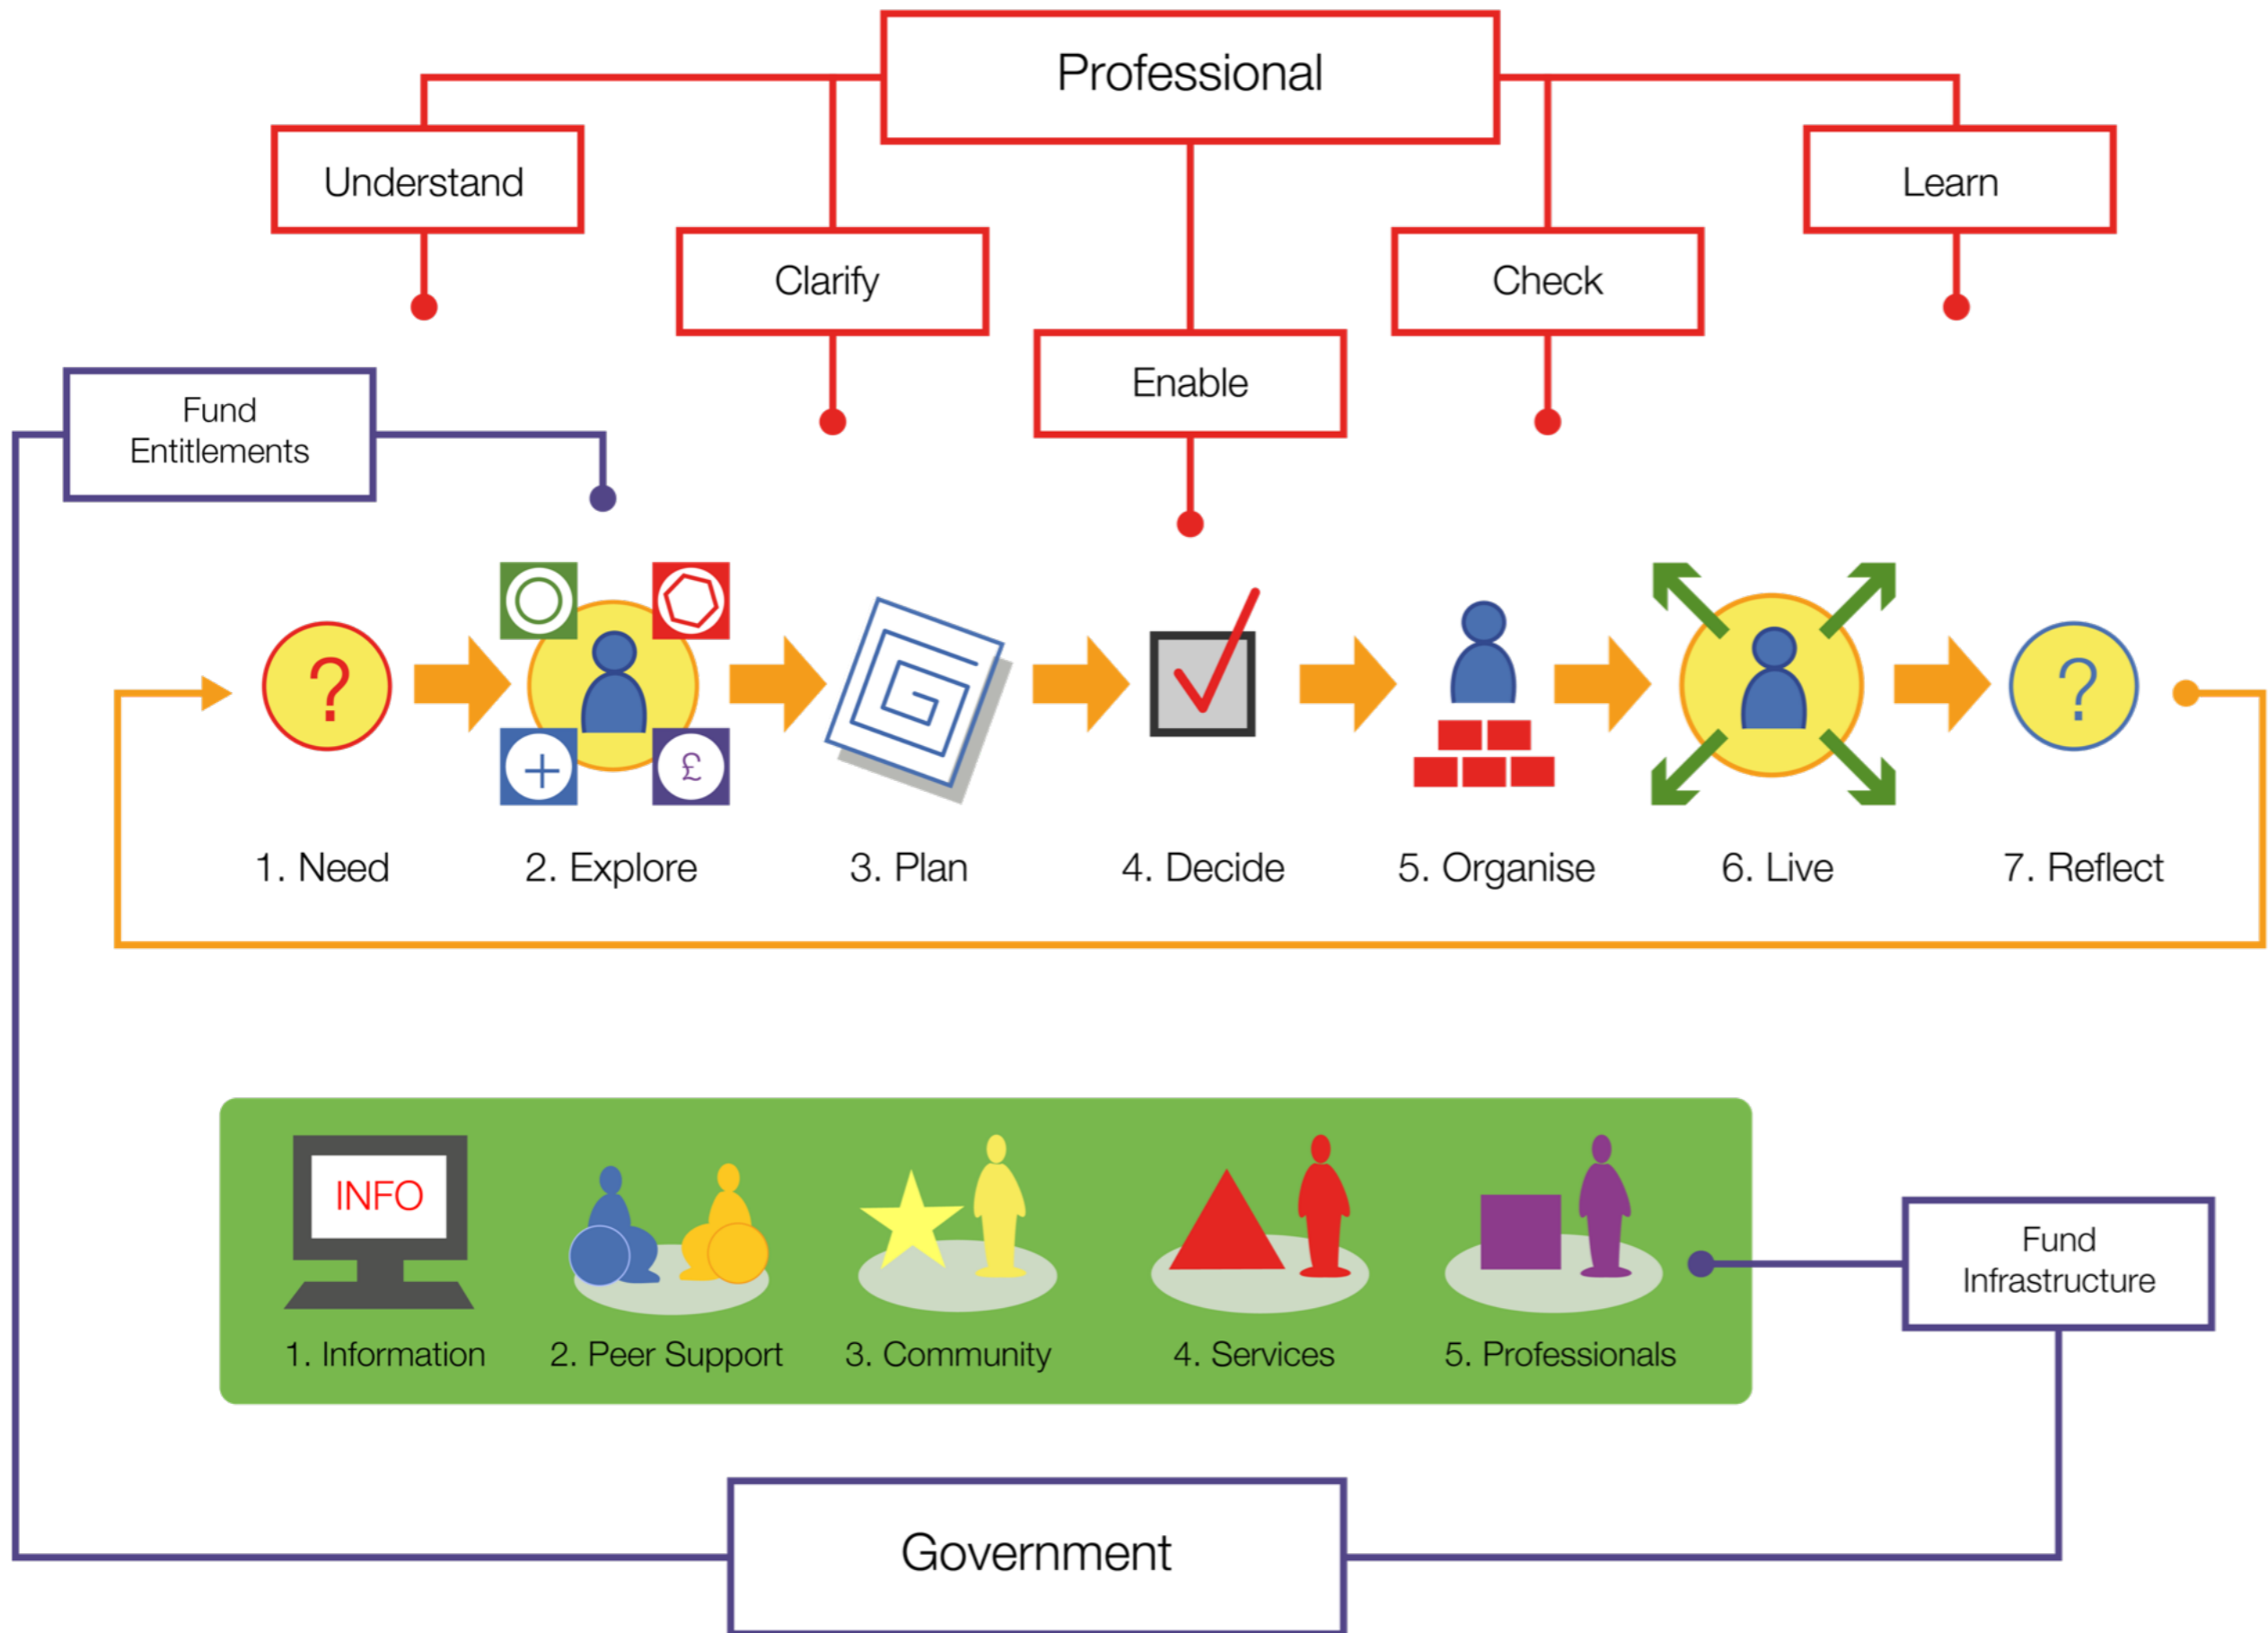 Professional
Understand
Learn
Clarify
Check
Enable
Fund
Entitlements
?
£
?
1. Need
2. Explore
3. Plan
4. Decide
5. Organise
6. Live
7. Reflect
INFO
1. Information
2. Peer Support
3. Community
4. Services
5. Professionals
Fund
Infrastructure
Government